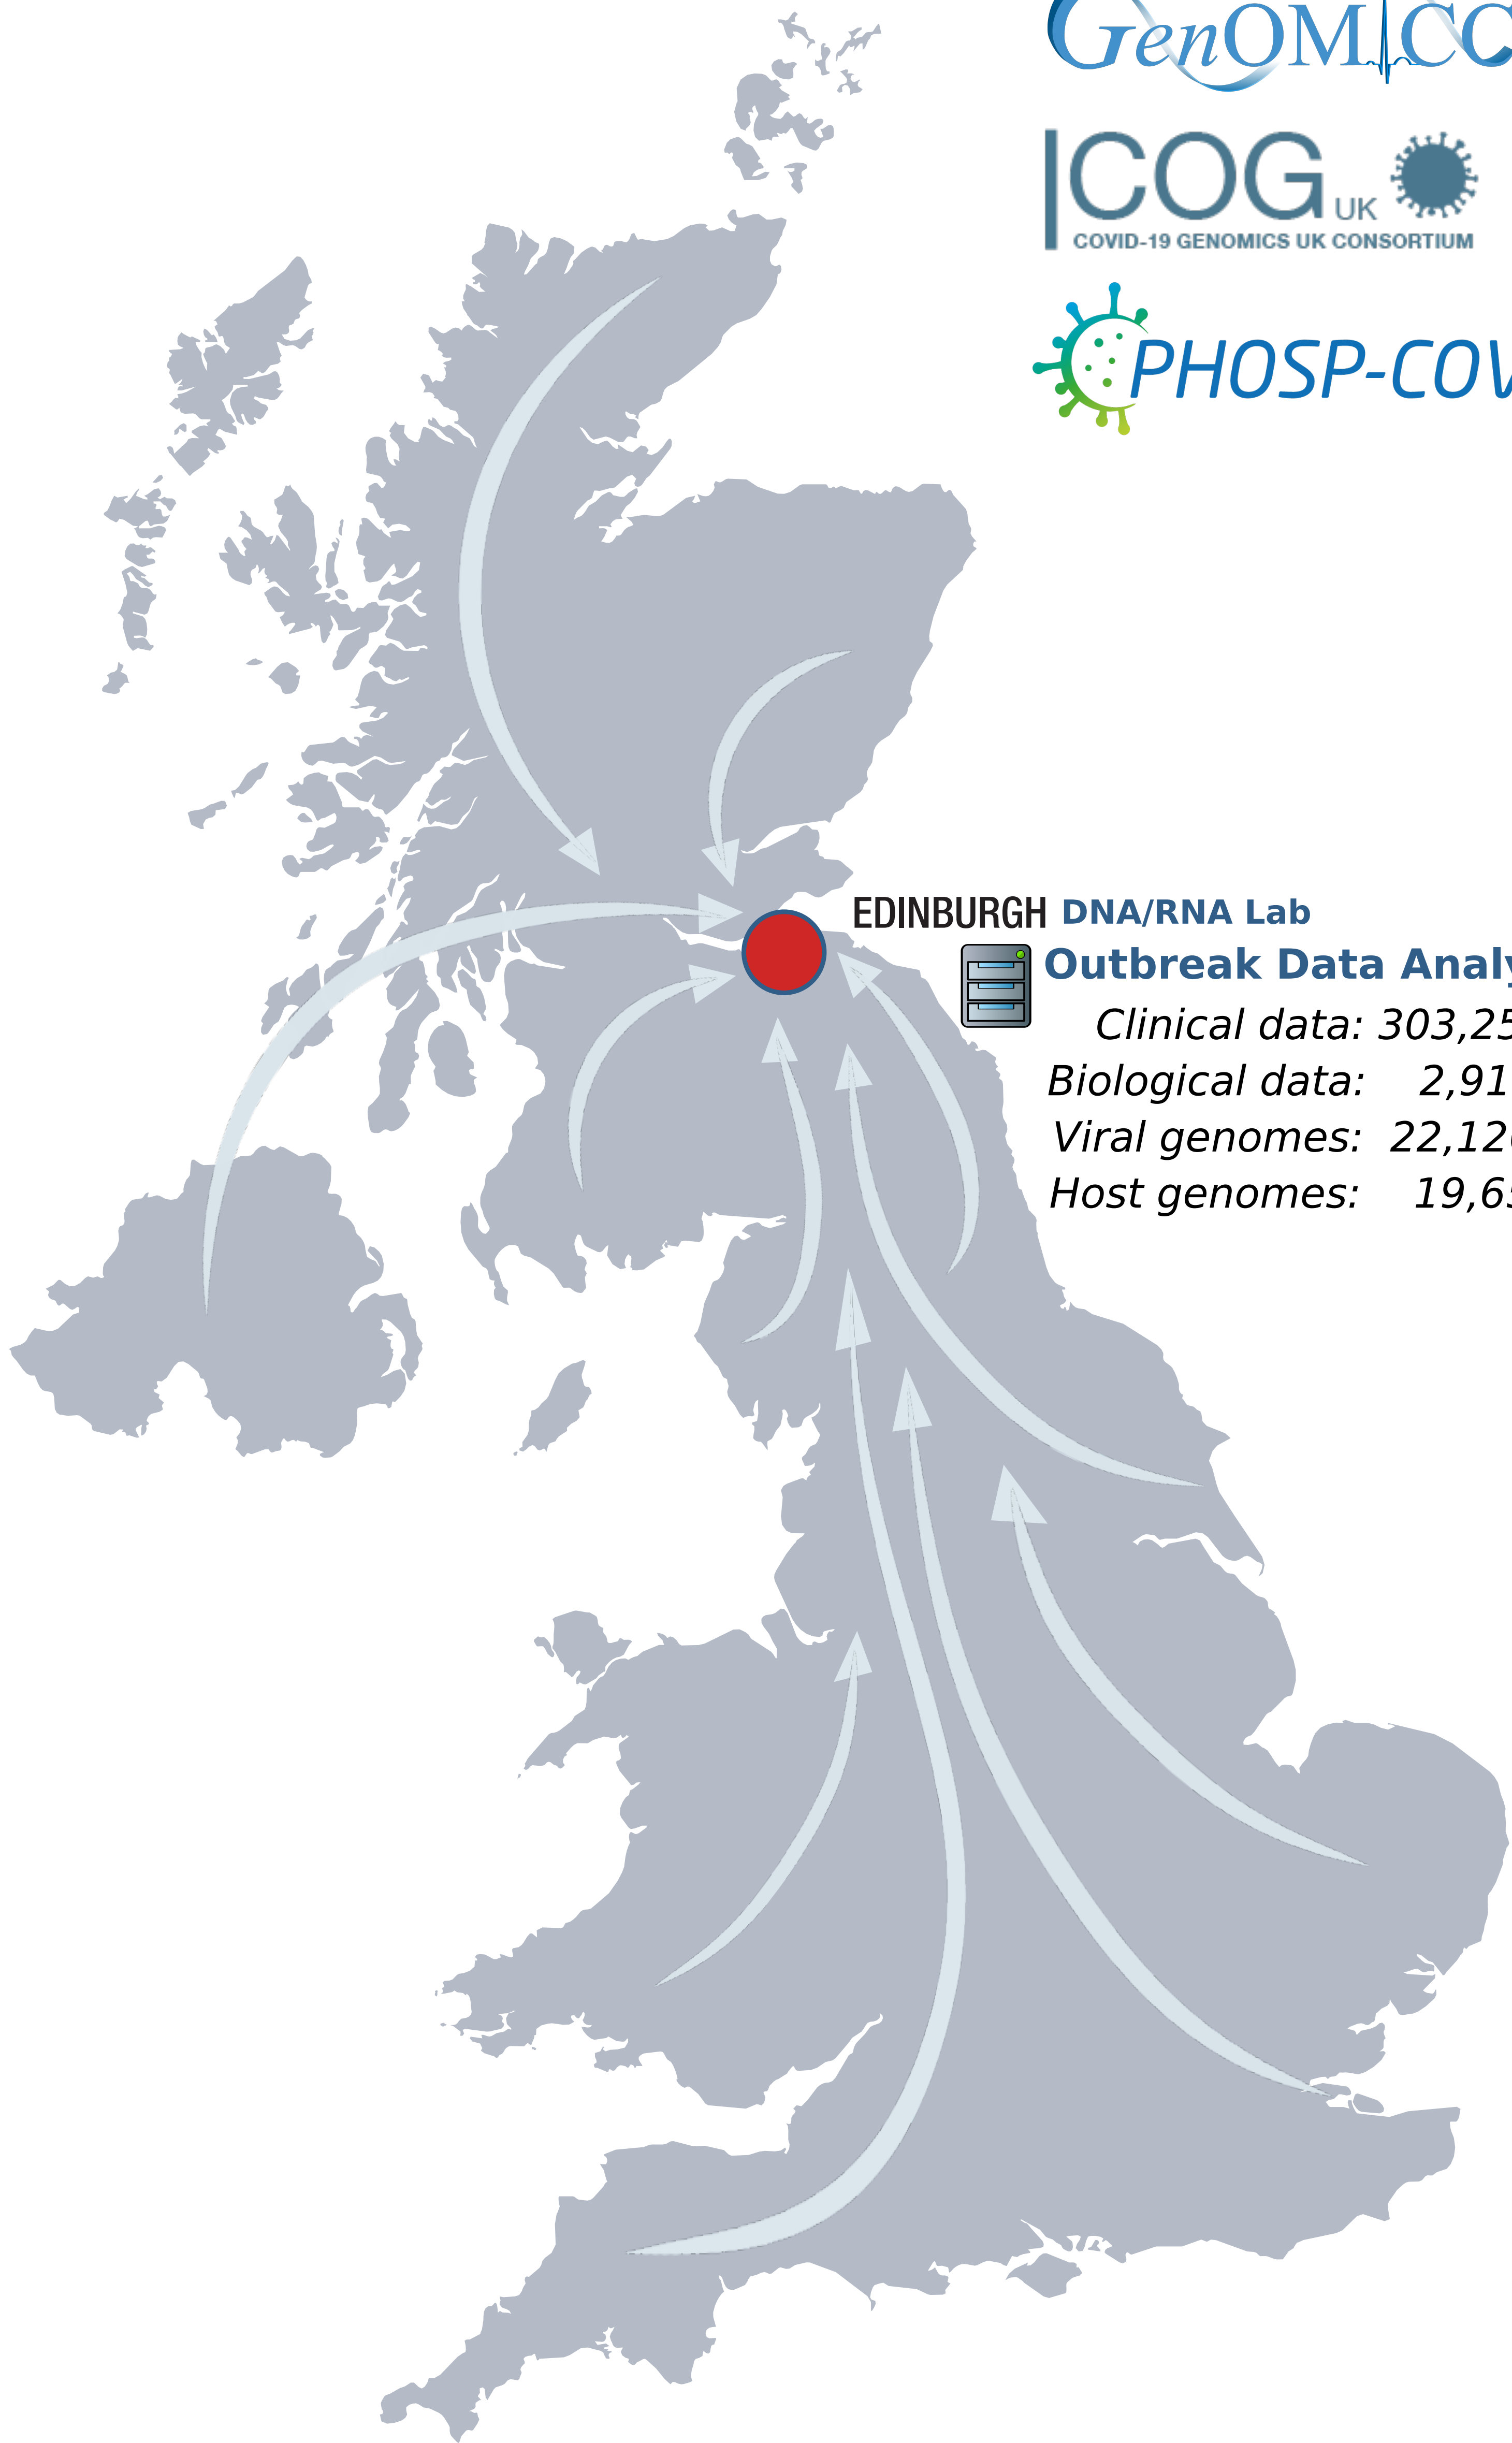 GenOMICC
COG UK
COVID-19 GENOMICS UK CONSORTIUM
PHOSP-COV
EDINBURGH DNA/RNA Lab
Outbreak Data Analy
Clinical data: 303,25
Biological data: 2,91
Viral genomes: 22,12
Host genomes: 19,6